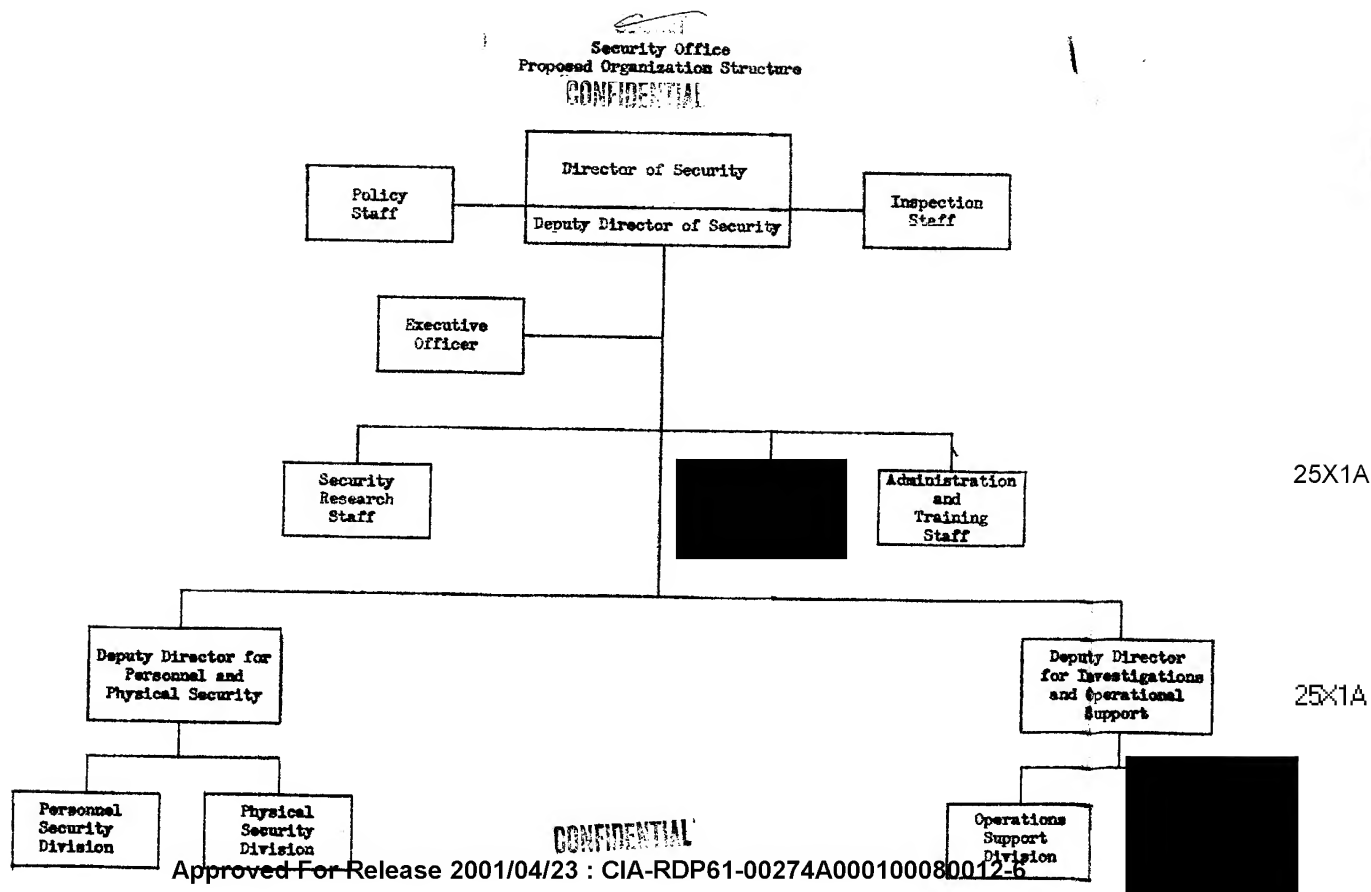 Security Office
Proposed Organization Structure
CONFIDENTIAL
Director of Security
Deputy Director of Security
Policy
Staff
Inspection
Staff
Executive
Officer
Security
Research
Staff
Administration
and
Training
Staff
25X1A
Deputy Director for
Personnel and
Physical Security
Deputy Director
for Investigations
and Operational
Support
25X1A
Personnel
Security
Division
Physical
Security
Division
Operations
Support
Division
CONFIDENTIAL
Approved For Release 2001/04/23 : CIA-RDP61-00274A000100080012-6